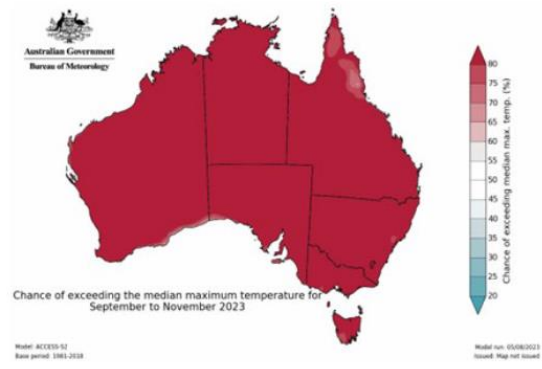 Australian Government
Bureau of Meteorology
80
75
70
65
60
55
50
45
40
35
30
25
20
Chance of exceeding median max. temp. (%)
Chance of exceeding the median maximum temperature for
September to November 2023
Model: ACCESS-S2
Base period: 1981-2018
Model run: 05/08/2023
Issued: Map not issued